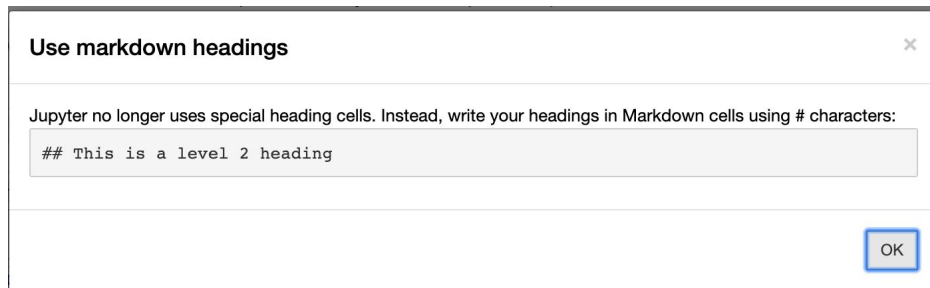 Use markdown headings
×
Jupyter no longer uses special heading cells. Instead, write your headings in Markdown cells using # characters:
## This is a level 2 heading
OK